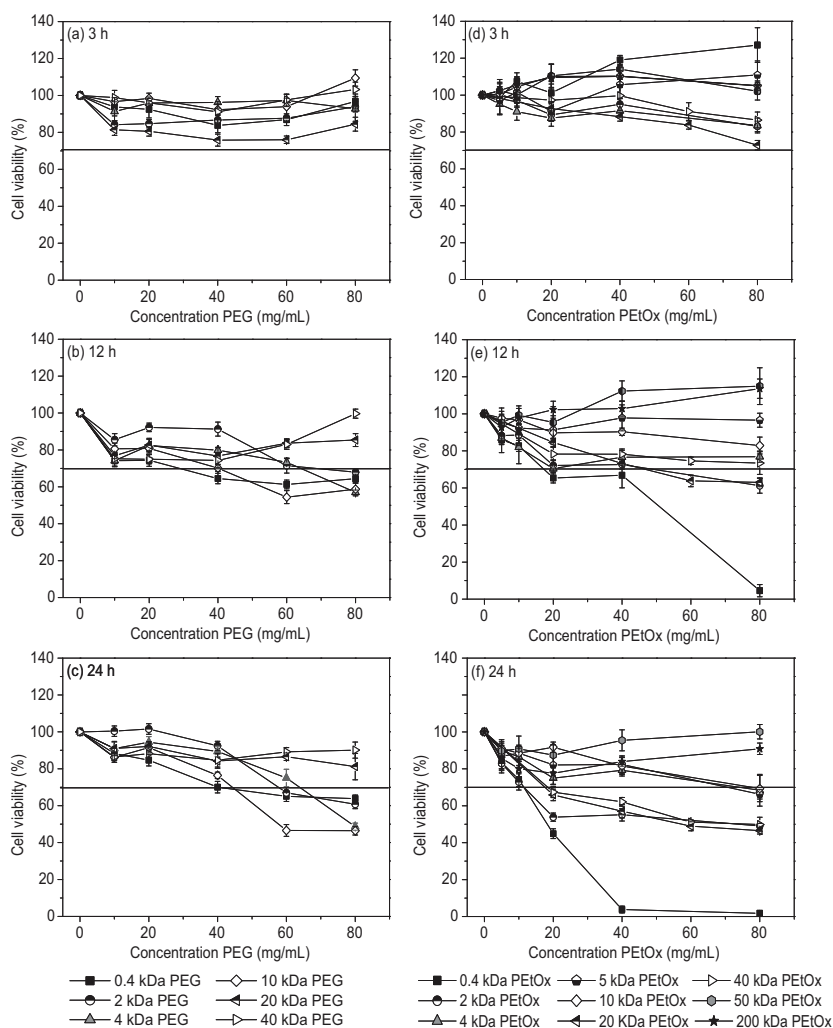 (a) 3 h
140
120
100
80
60
40
20
0
Cell viability (%)
0 20 40 60 80
Concentration PEG (mg/mL)
(d) 3 h
140
120
100
80
60
40
20
0
Cell viability (%)
0 20 40 60 80
Concentration PEtOx (mg/mL)
(b) 12 h
140
120
100
80
60
40
20
0
Cell viability (%)
0 20 40 60 80
Concentration PEG (mg/mL)
(e) 12 h
140
120
100
80
60
40
20
0
Cell viability (%)
0 20 40 60 80
Concentration PEtOx (mg/mL)
(c) 24 h
140
120
100
80
60
40
20
0
Cell viability (%)
0 20 40 60 80
Concentration PEG (mg/mL)
(f) 24 h
140
120
100
80
60
40
20
0
Cell viability (%)
0 20 40 60 80
Concentration PEtOx (mg/mL)
0.4 kDa PEG 10 kDa PEG
2 kDa PEG 20 kDa PEG
4 kDa PEG 40 kDa PEG
0.4 kDa PEtOx 5 kDa PEtOx 40 kDa PEtOx
2 kDa PEtOx 10 kDa PEtOx 50 kDa PEtOx
4 kDa PEtOx 20 KDa PEtOx 200 kDa PEtOx